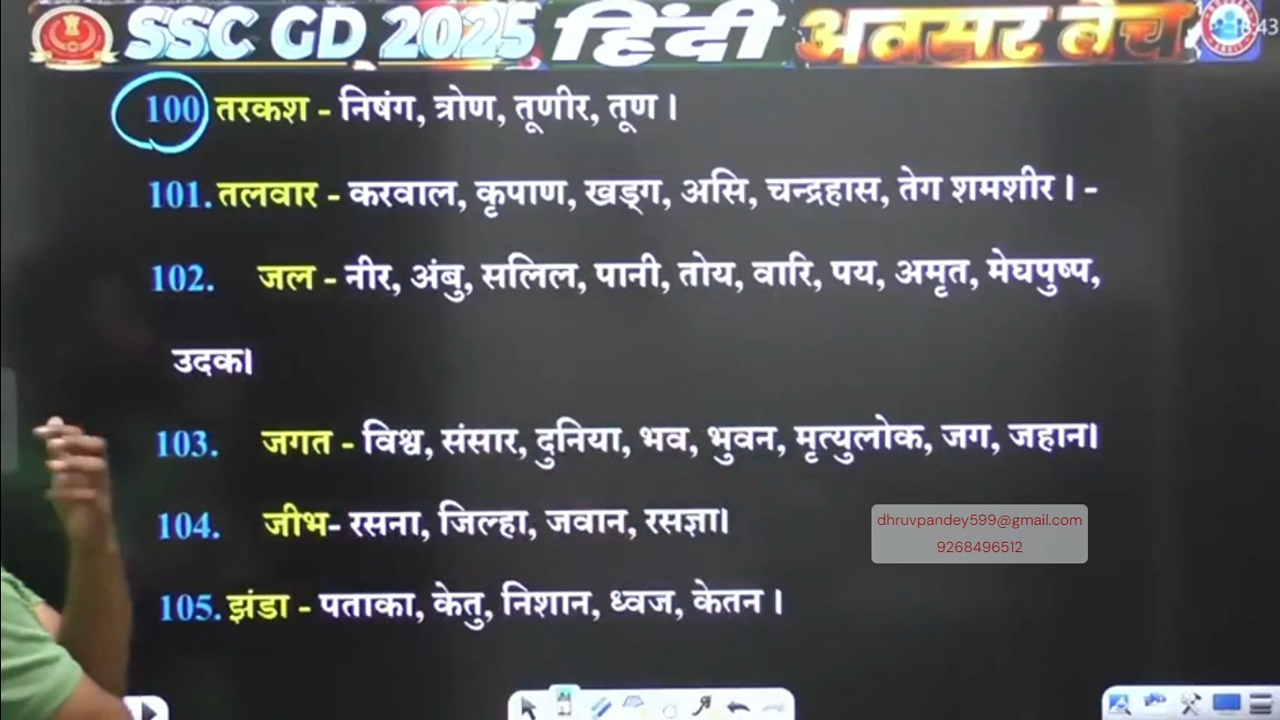 SSC GD 2025 हिंदी अवसर बैच
:43
100 तरकश - निषंग, त्रोण, तूणीर, तूण ।
101. तलवार - करवाल, कृपाण, खड्ग, असि, चन्द्रहास, तेग शमशीर । -
102. जल - नीर, अंबु, सलिल, पानी, तोय, वारि, पय, अमृत, मेघपुष्प,
उदक।
103. जगत - विश्व, संसार, दुनिया, भव, भुवन, मृत्युलोक, जग, जहान।
104. जीभ- रसना, जिल्हा, जवान, रसज्ञा।
dhruvpandey599@gmail.com
9268496512
105. झंडा - पताका, केतु, निशान, ध्वज, केतन ।